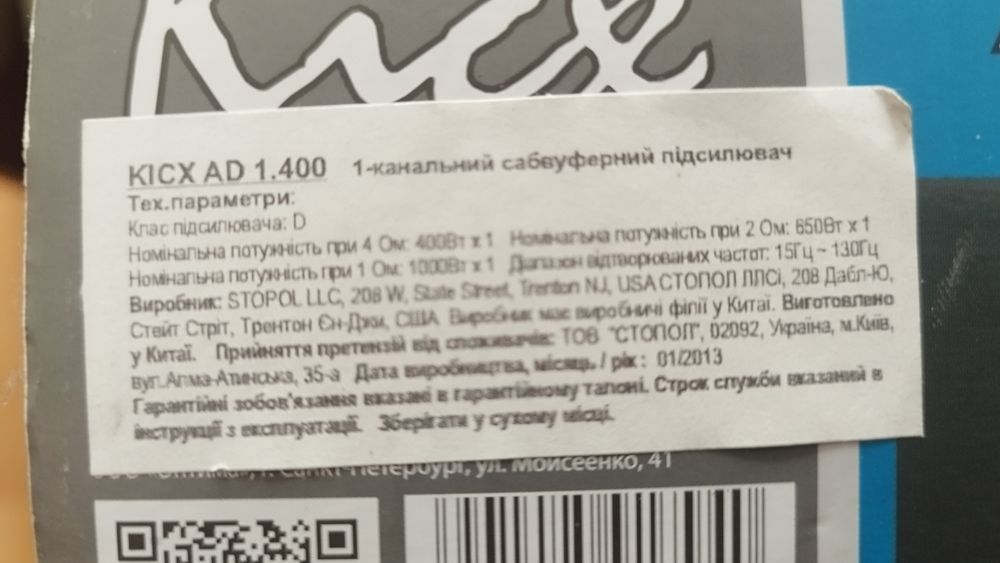 Kicx
KICX AD 1.400 1-канальний сабвуферний підсилювач
Тех.параметри:
Клас підсилювача: D
Номінальна потужність при 4 Ом: 400Вт x 1 Номінальна потужність при 2 Ом: 650Вт x 1
Номінальна потужність при 1 Ом: 1000Вт x 1 Діапазон відтворюваних частот: 15Гц ~ 130Гц
Виробник: STOPOL LLC, 208 W, State Street, Trenton NJ, USA СТОПОЛ ЛЛСі, 208 Дабл-Ю,
Стейт Стріт, Трентон Єн-Джи, США Виробник має виробничі філії у Китаї. Виготовлено
у Китаї. Прийняття претензій від споживачів: ТОВ "СТОПОЛ", 02092, Україна, м.Київ,
вул.Алма-Атинська, 35-а Дата виробництва, місяць / рік : 01/2013
Гарантійні зобов'язання вказані в гарантійному талоні. Строк служби вказаний в
інструкції з експлуатації. Зберігати у сухому місці.
г. Санкт-Петербург, ул. Моисеенко, 41